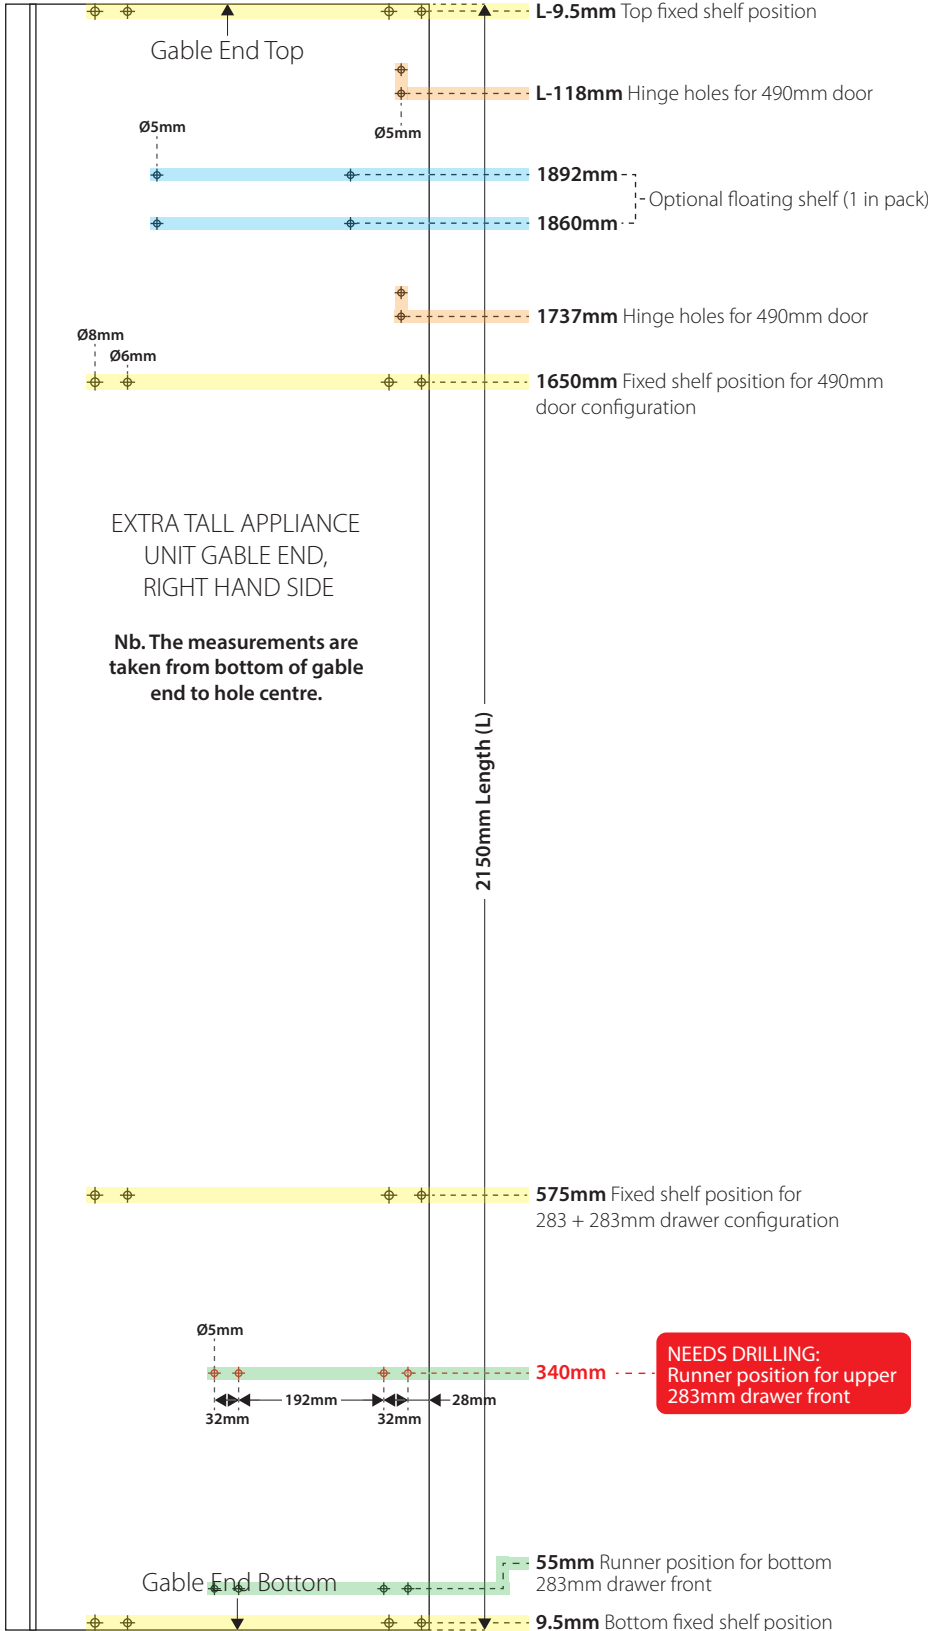 L-9.5mm Top fixed shelf position
Gable End Top
L-118mm Hinge holes for 490mm door
Ø5mm
Ø5mm
1892mm
Optional floating shelf (1 in pack)
1860mm
1737mm Hinge holes for 490mm door
Ø8mm
Ø6mm
1650mm Fixed shelf position for 490mm
door configuration
EXTRA TALL APPLIANCE
UNIT GABLE END,
RIGHT HAND SIDE
Nb. The measurements are
taken from bottom of gable
end to hole centre.
2150mm Length (L)
575mm Fixed shelf position for
283 + 283mm drawer configuration
Ø5mm
340mm
NEEDS DRILLING:
Runner position for upper
283mm drawer front
192mm
28mm
32mm
32mm
55mm Runner position for bottom
283mm drawer front
Gable End Bottom
9.5mm Bottom fixed shelf position